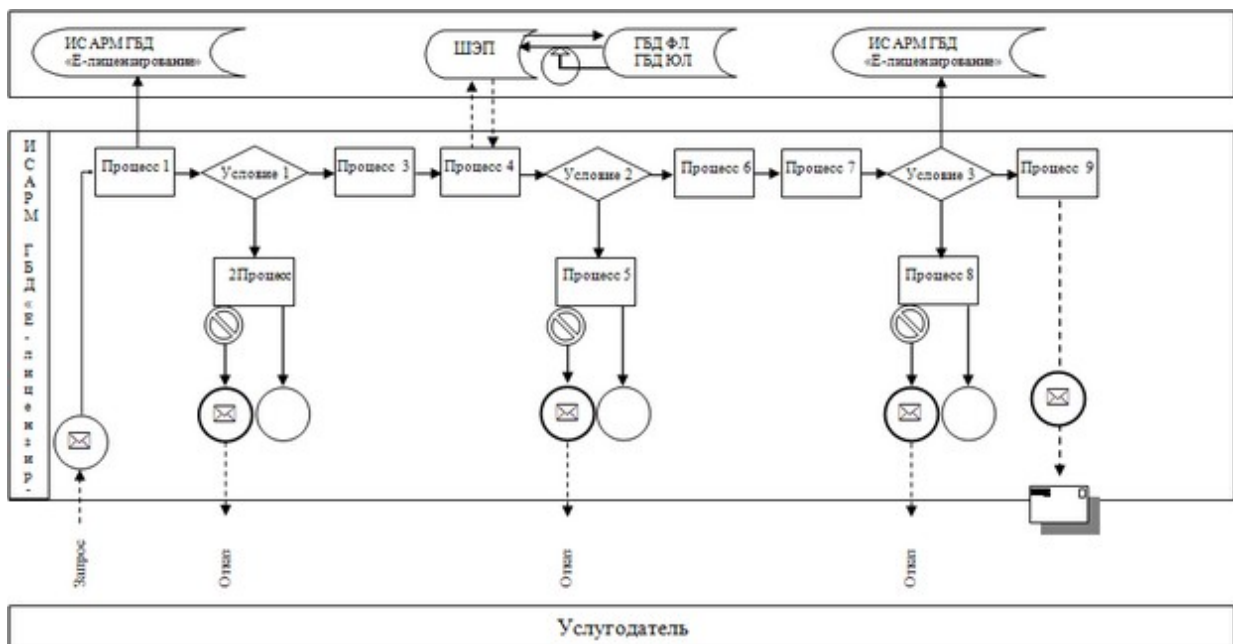 ИС АРМ ГБД
«Е-лицензирование»
ШЭП
ГБД ФЛ
ГБД ЮЛ
ИС АРМ ГБД
«Е-лицензирование»
ИС АРМ ГБД «Е-лицензир-
Процесс 1
Условие 1
Процесс 3
Процесс 4
Условие 2
Процесс 6
Процесс 7
Условие 3
Процесс 9
2Процесс
Процесс 5
Процесс 8
Запрос
Отказ
Отказ
Отказ
Услугодатель